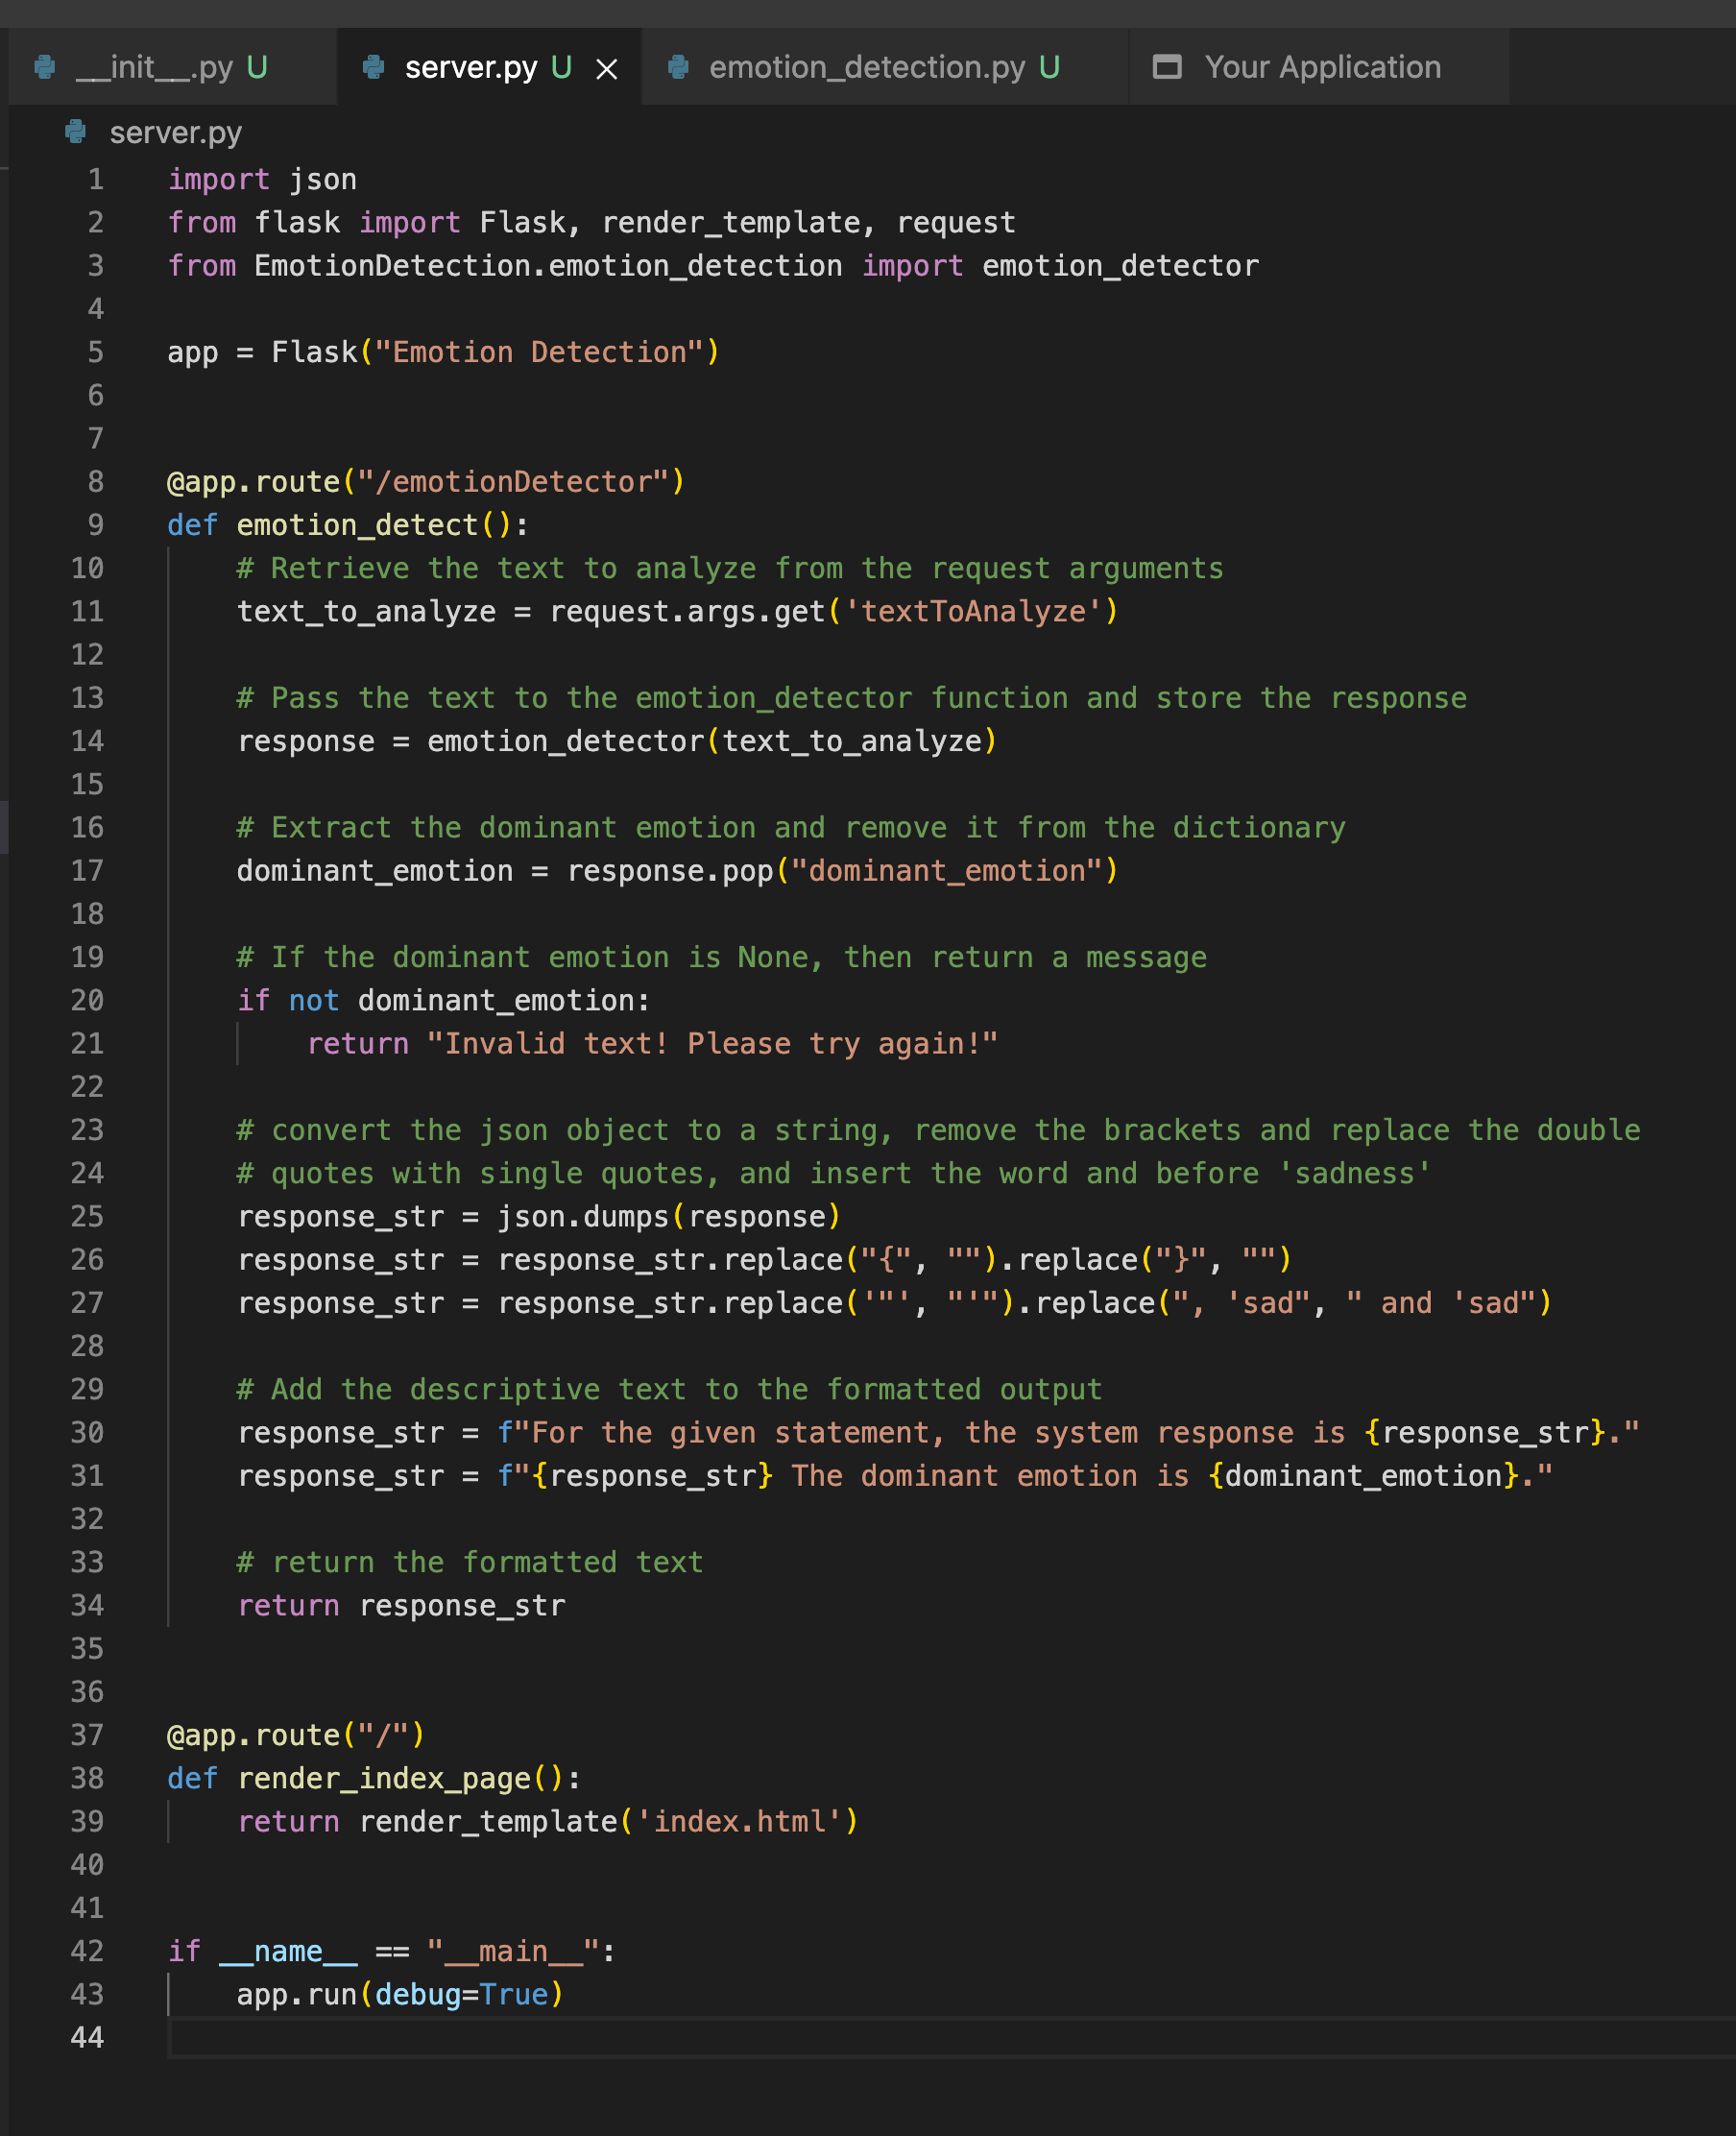 __init__.py U server.py U × emotion_detection.py U Your Application
server.py
1 import json
2 from flask import Flask, render_template, request
3 from EmotionDetection.emotion_detection import emotion_detector
4
5 app = Flask("Emotion Detection")
6
7
8 @app.route("/emotionDetector")
9 def emotion_detect():
10     # Retrieve the text to analyze from the request arguments
11     text_to_analyze = request.args.get('textToAnalyze')
12
13     # Pass the text to the emotion_detector function and store the response
14     response = emotion_detector(text_to_analyze)
15
16     # Extract the dominant emotion and remove it from the dictionary
17     dominant_emotion = response.pop("dominant_emotion")
18
19     # If the dominant emotion is None, then return a message
20     if not dominant_emotion:
21         return "Invalid text! Please try again!"
22
23     # convert the json object to a string, remove the brackets and replace the double
24     # quotes with single quotes, and insert the word and before 'sadness'
25     response_str = json.dumps(response)
26     response_str = response_str.replace("{", "").replace("}", "")
27     response_str = response_str.replace('"', "'").replace(", 'sad", " and 'sad")
28
29     # Add the descriptive text to the formatted output
30     response_str = f"For the given statement, the system response is {response_str}."
31     response_str = f"{response_str} The dominant emotion is {dominant_emotion}."
32
33     # return the formatted text
34     return response_str
35
36
37 @app.route("/")
38 def render_index_page():
39     return render_template('index.html')
40
41
42 if __name__ == "__main__":
43     app.run(debug=True)
44